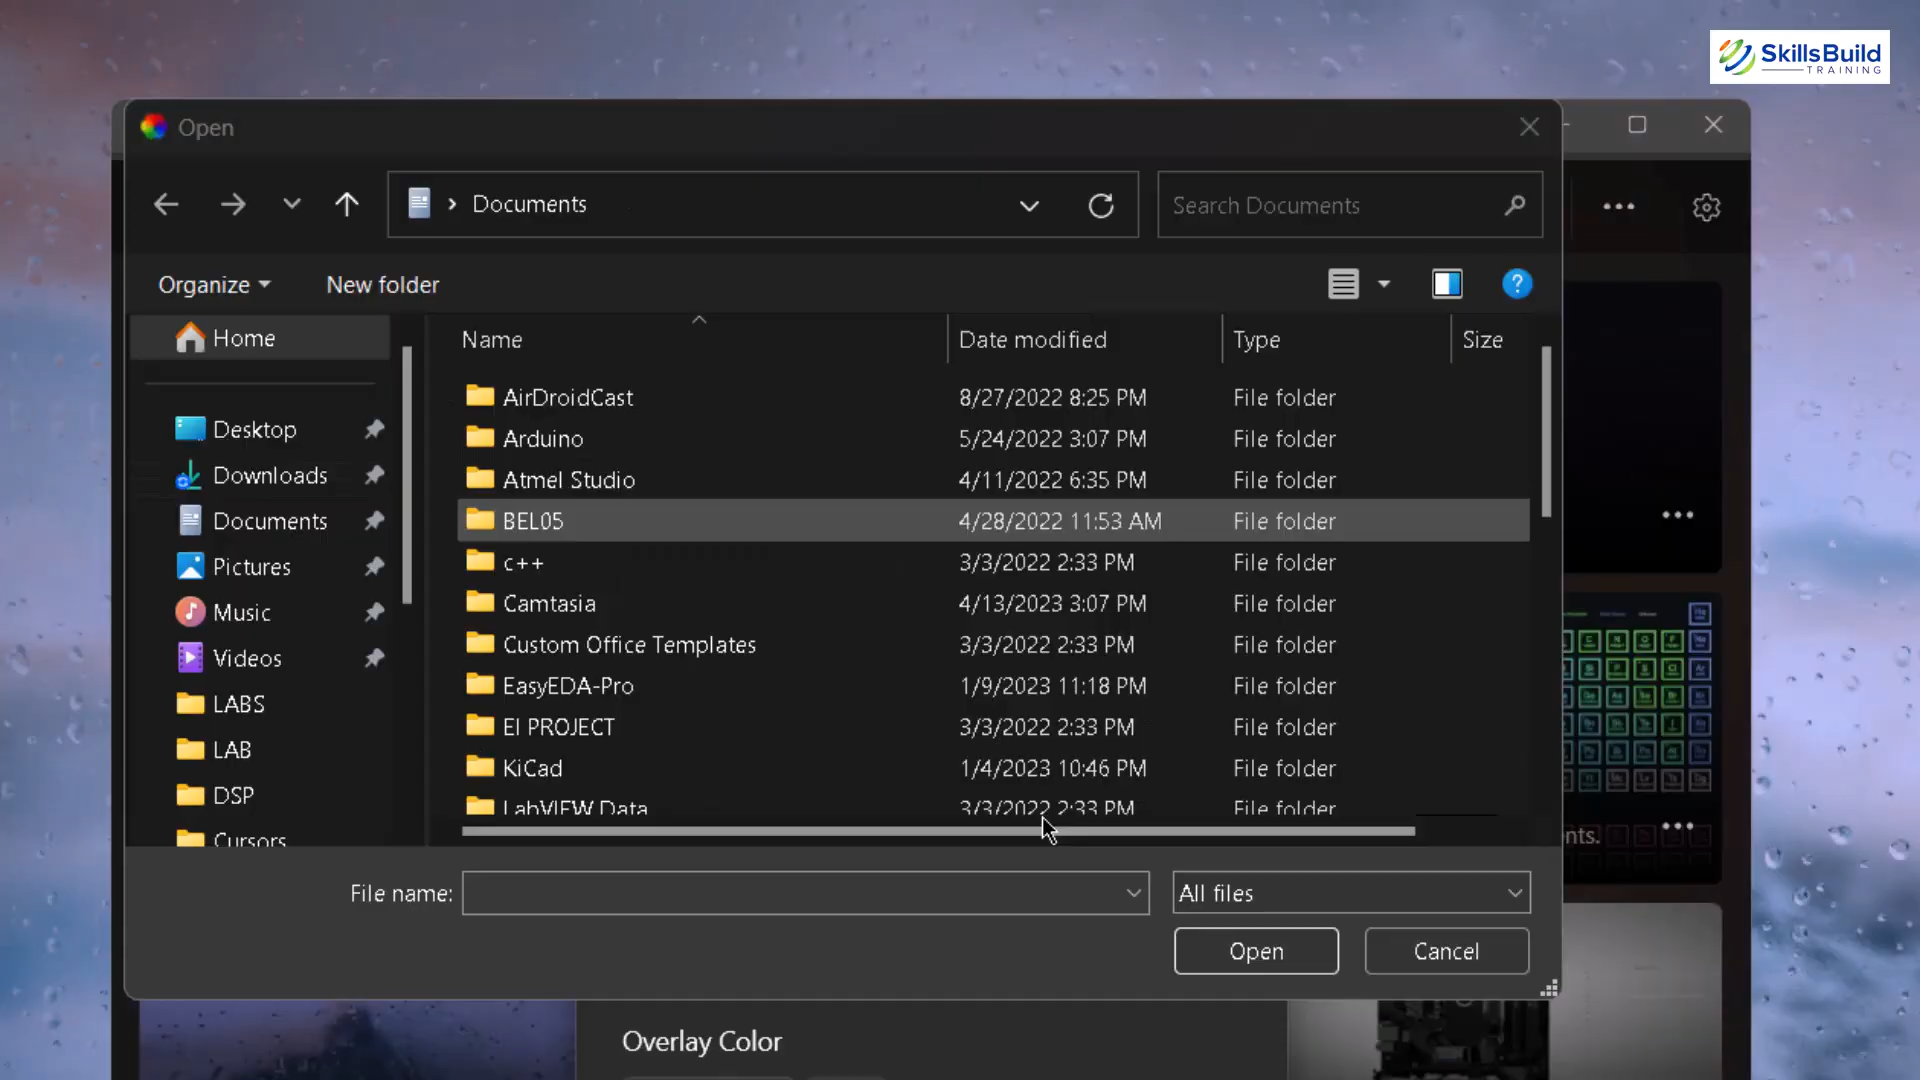 SkillsBuild
TRAINING
Open
Documents
Search Documents
Organize
New folder
Home
Name
Date modified
Type
Size
AirDroidCast 8/27/2022 8:25 PM File folder
Desktop
Arduino 5/24/2022 3:07 PM File folder
Downloads
Atmel Studio 4/11/2022 6:35 PM File folder
Documents
BEL05 4/28/2022 11:53 AM File folder
Pictures
c++ 3/3/2022 2:33 PM File folder
Music
Camtasia 4/13/2023 3:07 PM File folder
Videos
Custom Office Templates 3/3/2022 2:33 PM File folder
LABS
EasyEDA-Pro 1/9/2023 11:18 PM File folder
LAB
EI PROJECT 3/3/2022 2:33 PM File folder
DSP
KiCad 1/4/2023 10:46 PM File folder
Cursors
LabVIEW Data 3/3/2022 2:33 PM File folder
nts.
File name:
All files
Open
Cancel
Overlay Color